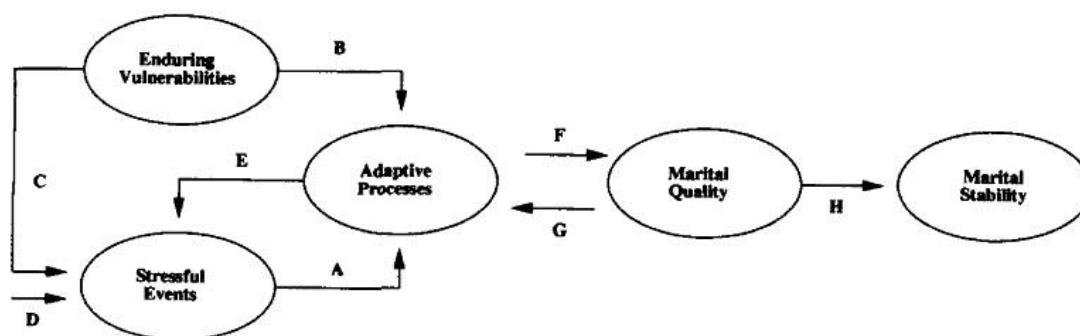 Enduring
Vulnerabilities
B
C
E
Adaptive
Processes
F
G
Marital
Quality
H
Marital
Stability
Stressful
Events
A
D